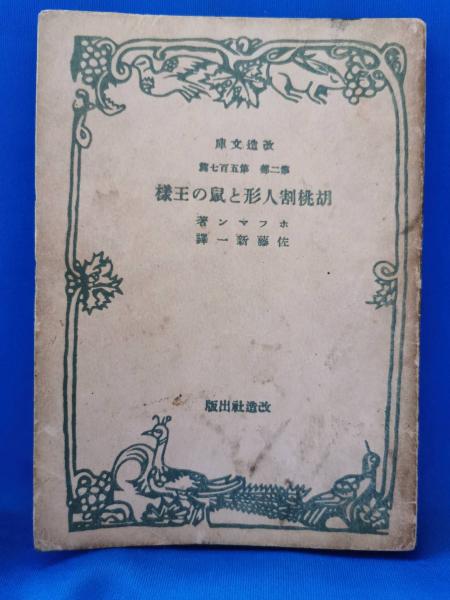 改造文庫
第二部 第五百七篇
胡桃割人形と鼠の王樣
ホフマン著
佐藤新一譯
改造社出版